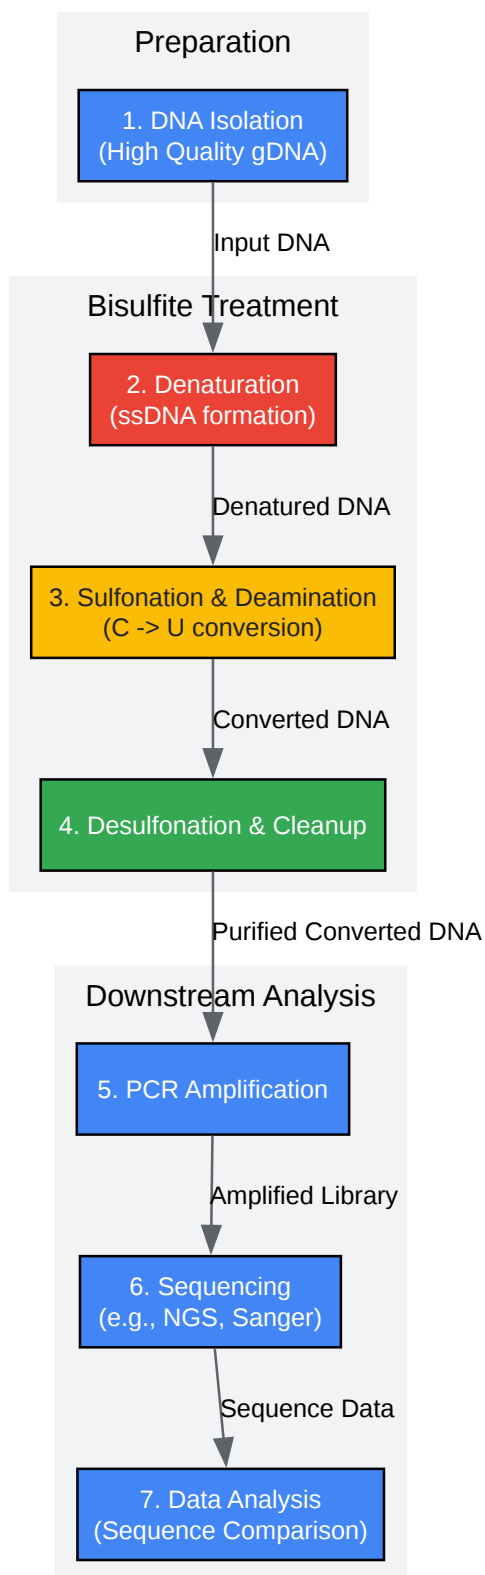 Preparation
1. DNA Isolation
(High Quality gDNA)
Input DNA
Bisulfite Treatment
2. Denaturation
(ssDNA formation)
Denatured DNA
3. Sulfonation & Deamination
(C -> U conversion)
Converted DNA
4. Desulfonation & Cleanup
Purified Converted DNA
Downstream Analysis
5. PCR Amplification
Amplified Library
6. Sequencing
(e.g., NGS, Sanger)
Sequence Data
7. Data Analysis
(Sequence Comparison)